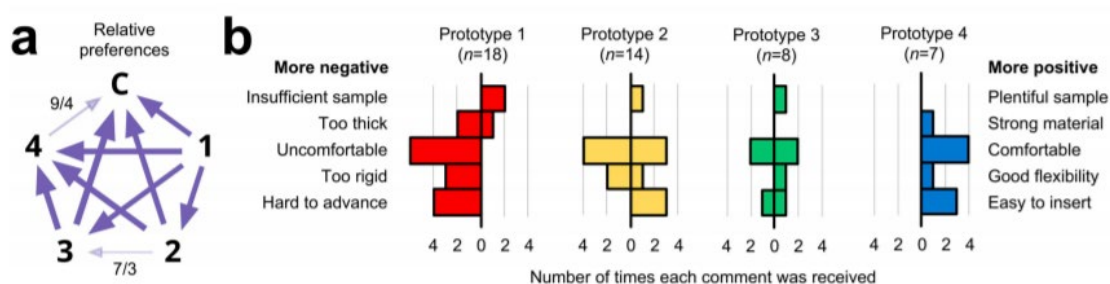 a
Relative
preferences
C
9/4
4
1
3
2
7/3
b
Prototype 1
(n=18)
Prototype 2
(n=14)
Prototype 3
(n=8)
Prototype 4
(n=7)
More negative
More positive
Insufficient sample
Plentiful sample
Too thick
Strong material
Uncomfortable
Comfortable
Too rigid
Good flexibility
Hard to advance
Easy to insert
4 2 0 2 4
4 2 0 2 4
4 2 0 2 4
4 2 0 2 4
Number of times each comment was received